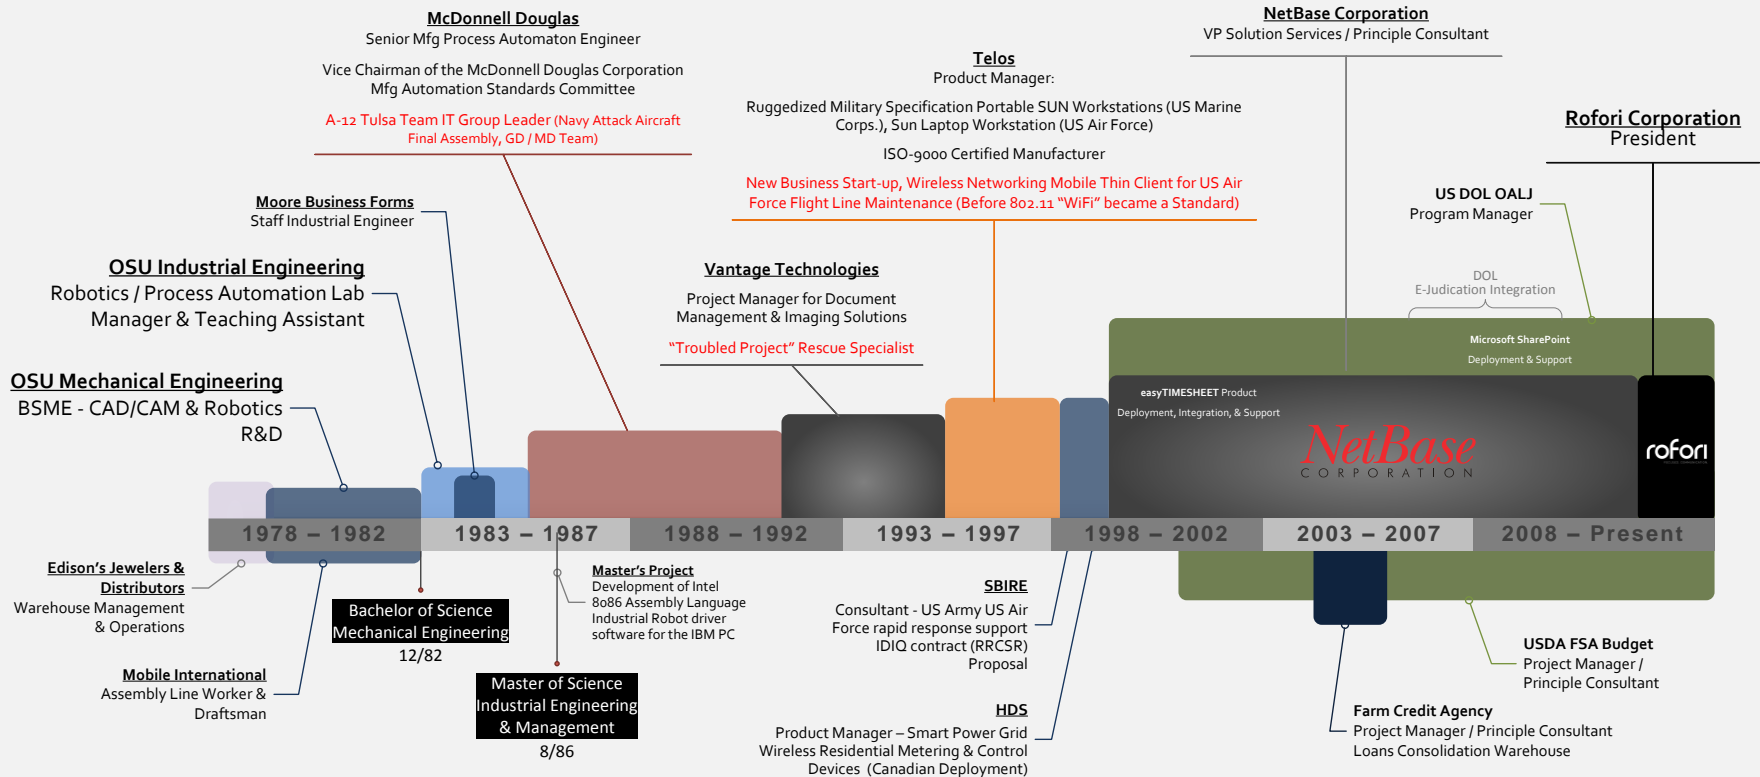 McDonnell Douglas
Senior Mfg Process Automaton Engineer
Vice Chairman of the McDonnell Douglas Corporation
Mfg Automation Standards Committee
A-12 Tulsa Team IT Group Leader (Navy Attack Aircraft
Final Assembly, GD / MD Team)
NetBase Corporation
VP Solution Services / Principle Consultant
Telos
Product Manager:
Ruggedized Military Specification Portable SUN Workstations (US Marine
Corps.), Sun Laptop Workstation (US Air Force)
ISO-9000 Certified Manufacturer
New Business Start-up, Wireless Networking Mobile Thin Client for US Air
Force Flight Line Maintenance (Before 802.11 “WiFi” became a Standard)
Rofori Corporation
President
US DOL OALJ
Program Manager
Moore Business Forms
Staff Industrial Engineer
OSU Industrial Engineering
Robotics / Process Automation Lab
Manager & Teaching Assistant
Vantage Technologies
Project Manager for Document
Management & Imaging Solutions
“Troubled Project” Rescue Specialist
DOL
E-Judication Integration
Microsoft SharePoint
Deployment & Support
OSU Mechanical Engineering
BSME - CAD/CAM & Robotics
R&D
easyTIMESHEET Product
Deployment, Integration, & Support
NetBase
CORPORATION
rofori
1978 – 1982
1983 – 1987
1988 – 1992
1993 – 1997
1998 – 2002
2003 – 2007
2008 – Present
Edison's Jewelers &
Distributors
Warehouse Management
& Operations
Mobile International
Assembly Line Worker &
Draftsman
Bachelor of Science
Mechanical Engineering
12/82
Master's Project
Development of Intel
8086 Assembly Language
Industrial Robot driver
software for the IBM PC
Master of Science
Industrial Engineering
& Management
8/86
SBIRE
Consultant - US Army US Air
Force rapid response support
IDIQ contract (RRCSR)
Proposal
HDS
Product Manager – Smart Power Grid
Wireless Residential Metering & Control
Devices (Canadian Deployment)
USDA FSA Budget
Project Manager /
Principle Consultant
Farm Credit Agency
Project Manager / Principle Consultant
Loans Consolidation Warehouse